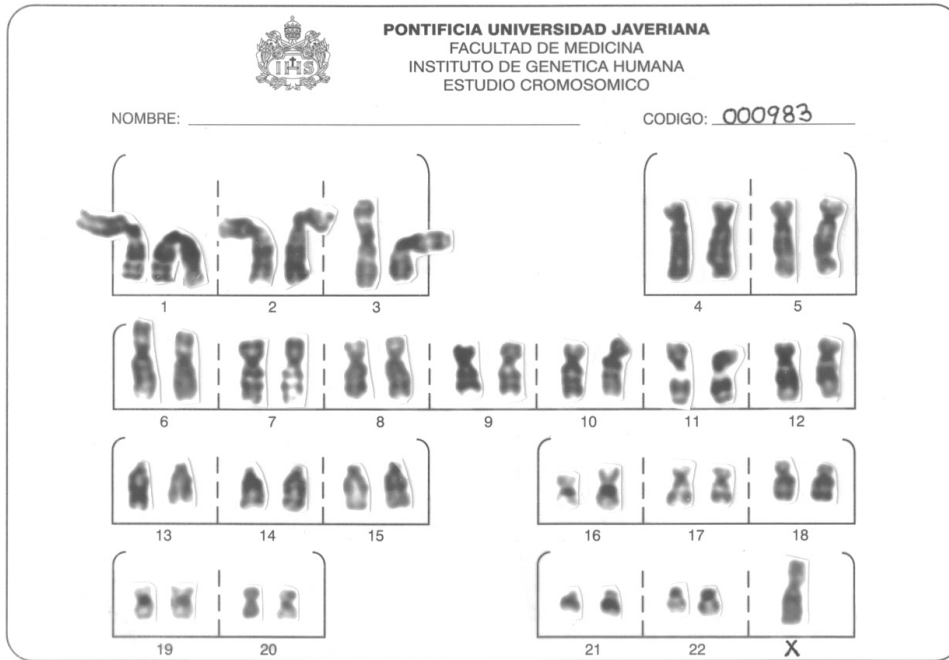 IHS
PONTIFICIA UNIVERSIDAD JAVERIANA
FACULTAD DE MEDICINA
INSTITUTO DE GENETICA HUMANA
ESTUDIO CROMOSOMICO
NOMBRE: CODIGO: 000983
1 2 3 4 5
6 7 8 9 10 11 12
13 14 15 16 17 18
19 20 21 22 X